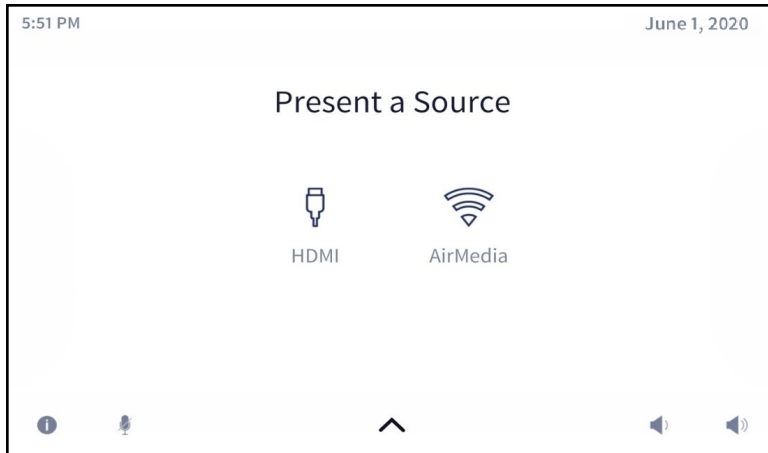 5:51 PM
June 1, 2020
Present a Source
HDMI
AirMedia